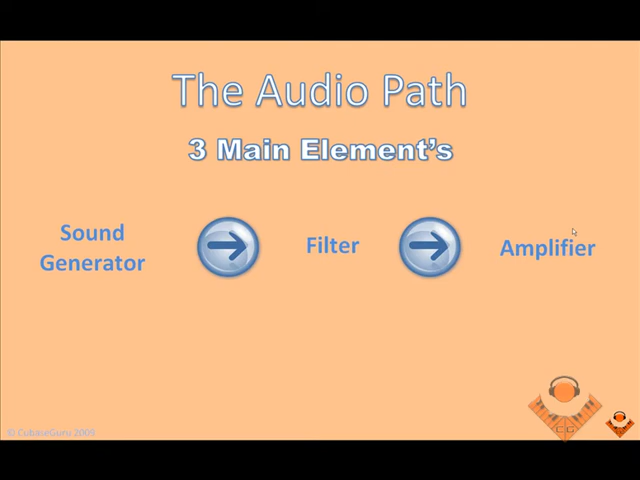 The Audio Path
3 Main Element's
Sound
Generator
Filter
Amplifier
© CubaseGuru 2009
CG